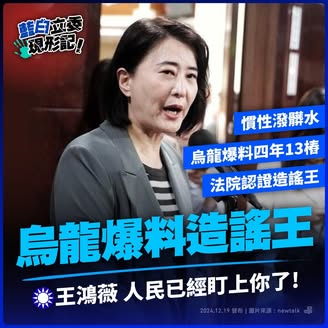 藍白立委
現形記!
慣性潑髒水
烏龍爆料四年13樁
法院認證造謠王
烏龍爆料造謠王
王鴻薇 人民已經盯上你了!
2024.12.19 發布 | 圖片來源:newtalk